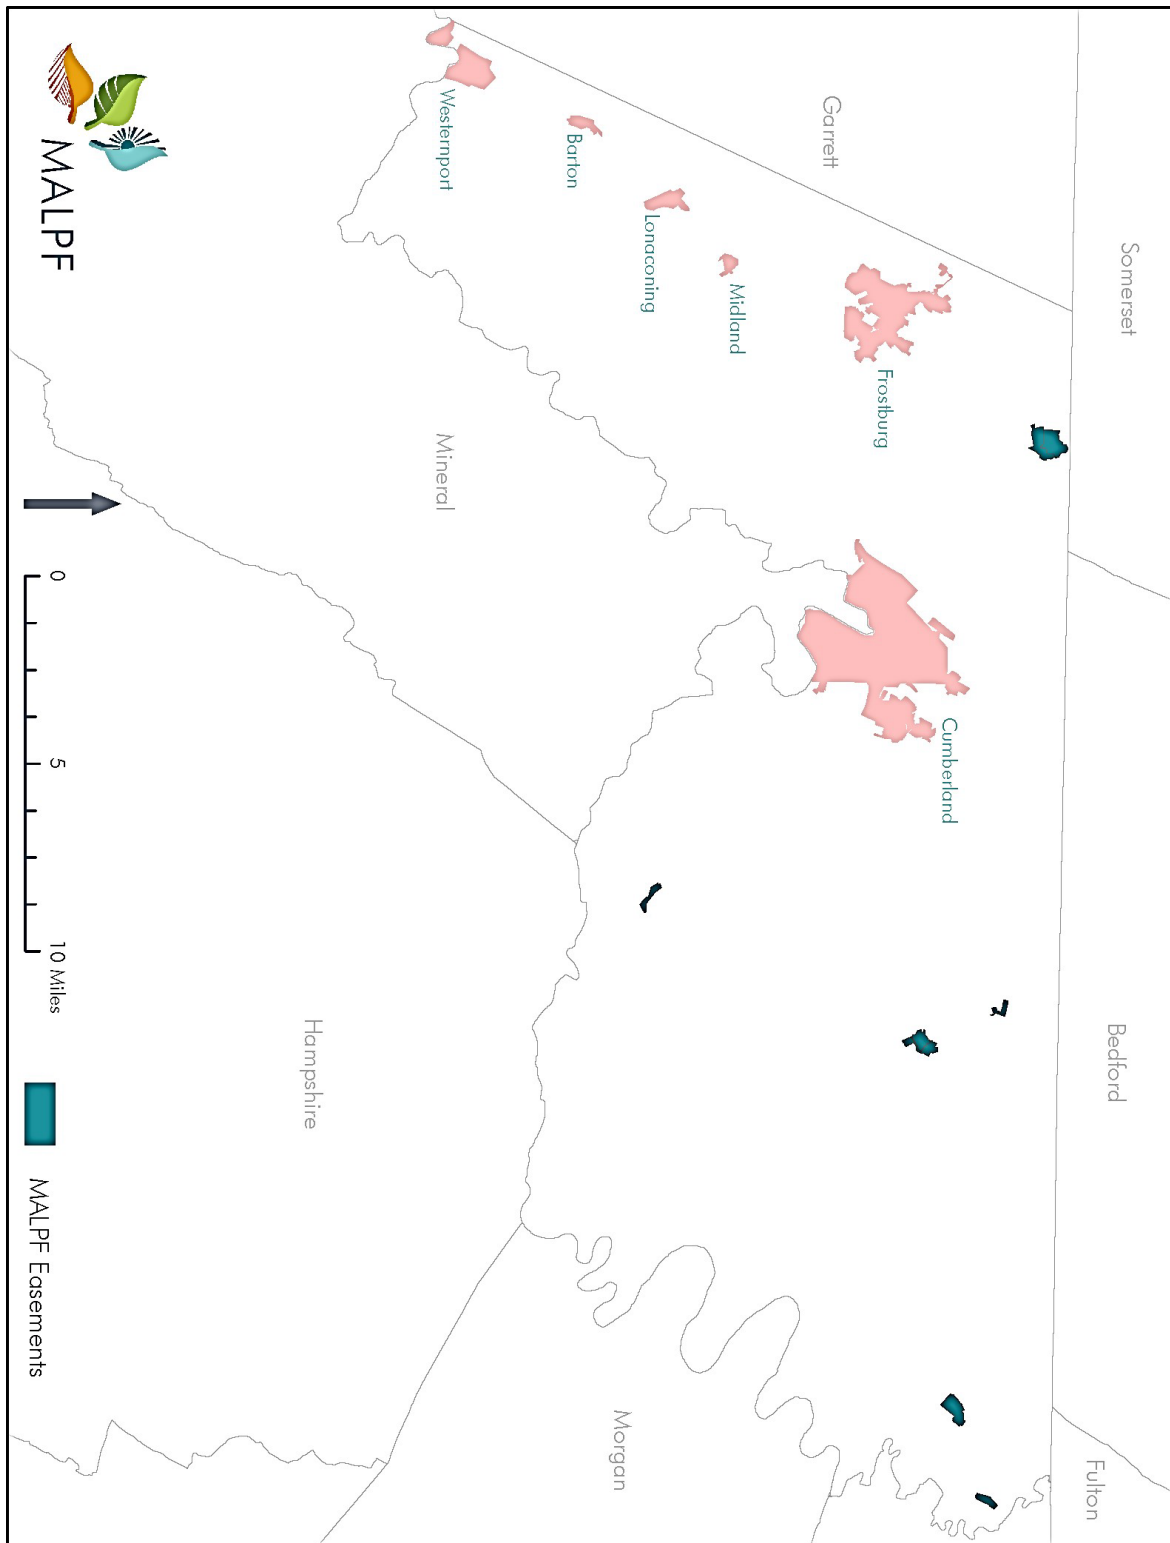 Somerset
Bedford
Fulton
Garrett
Frostburg
Cumberland
Midland
Lonaconing
Barton
Westernport
Mineral
Morgan
Hampshire
MALPF
0
5
10 Miles
MALPF Easements